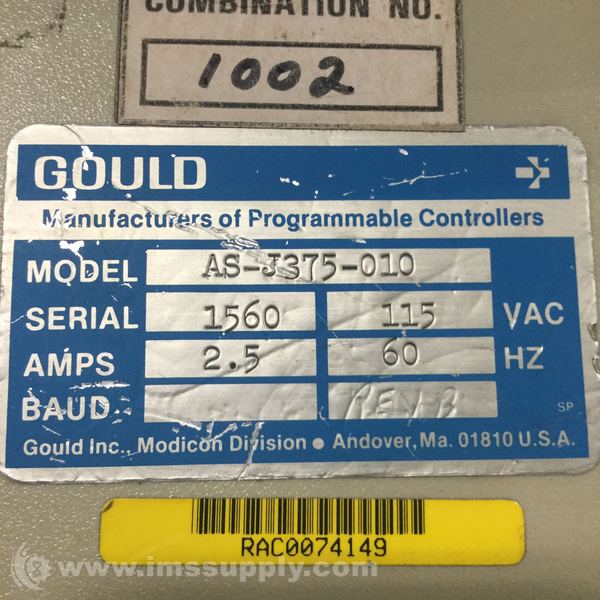 COMBINATION NO.
1002
GOULD
Manufacturers of Programmable Controllers
MODEL AS-J375-010
SERIAL 1560 115 VAC
AMPS 2.5 60 HZ
BAUD REV-B SP
Gould Inc., Modicon Division • Andover, Ma. 01810 U.S.A.
RAC0074149
www.imssupply.com